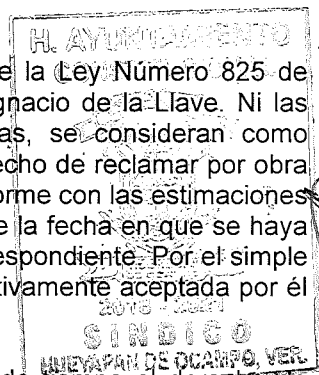 H. AYUNTAMIENTO
e la Ley Número 825 de
gnacio de la Llave. Ni las
as, se consideran como
echo de reclamar por obra
orme con las estimaciones
e la fecha en que se haya
espondiente. Por el simple
tivamente aceptada por él
2018 - 2021
SINDICO
HUEYAPAN DE OCAMPO, VER.